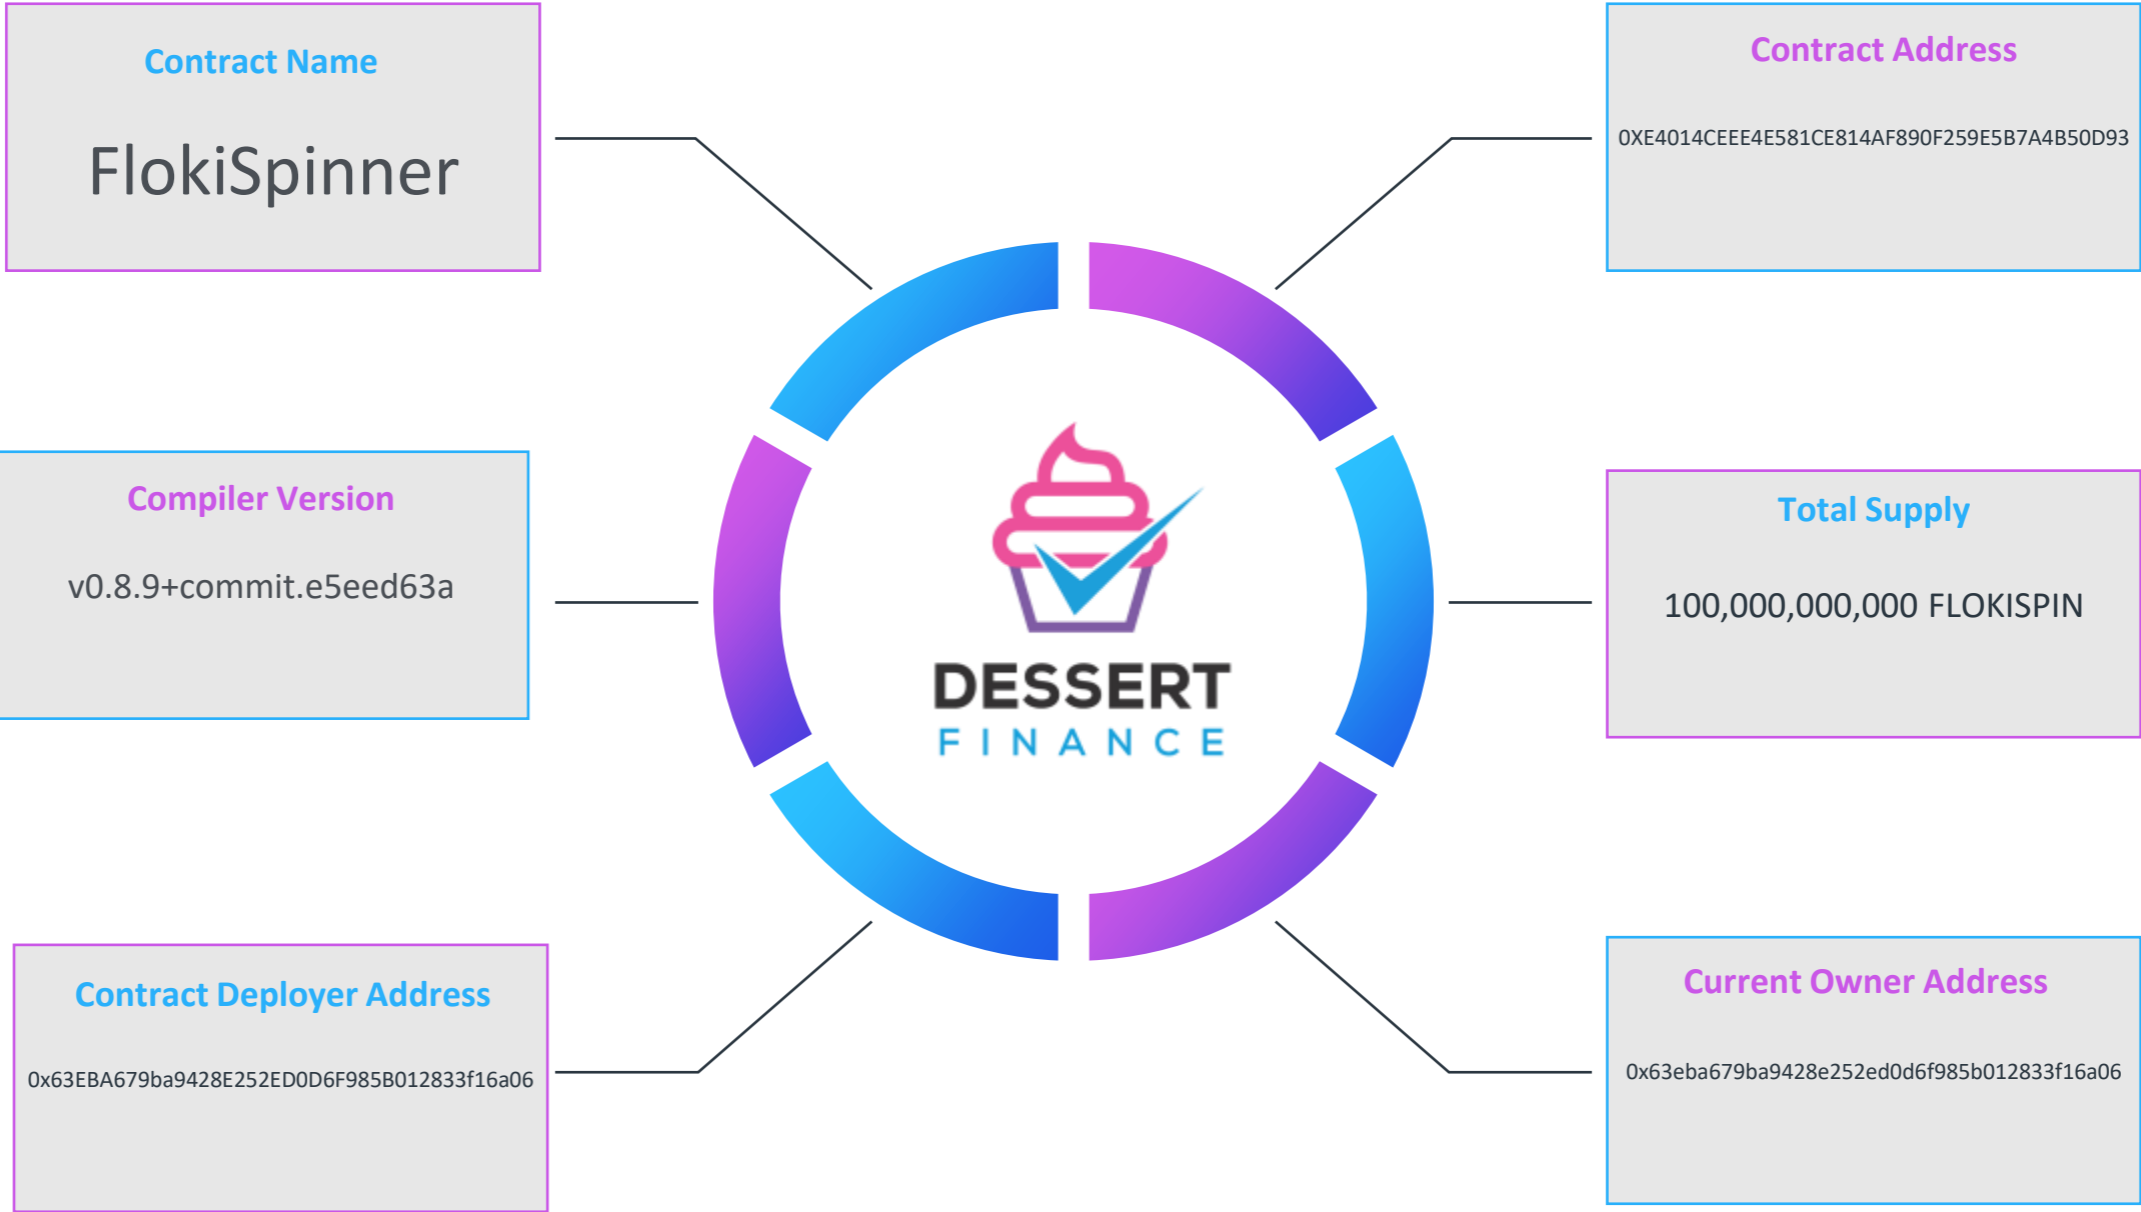 Contract Name
FlokiSpinner
Contract Address
0XE4014CEEE4E581CE814AF890F259E5B7A4B50D93
Compiler Version
v0.8.9+commit.e5eed63a
Total Supply
100,000,000,000 FLOKISPIN
DESSERT
FINANCE
Contract Deployer Address
0x63EBA679ba9428E252ED0D6F985B012833f16a06
Current Owner Address
0x63eba679ba9428e252ed0d6f985b012833f16a06